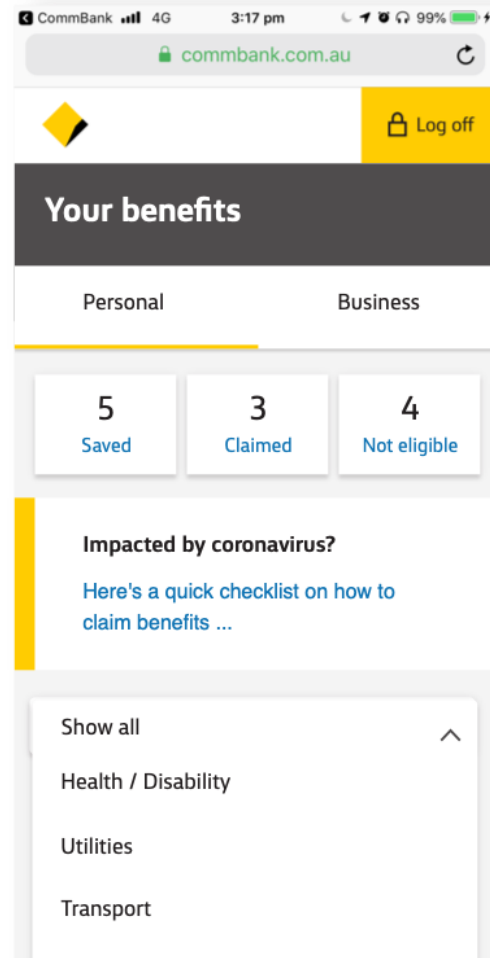 CommBank 4G 3:17 pm 99%
commbank.com.au
Log off
Your benefits
Personal Business
5 3 4
Saved Claimed Not eligible
Impacted by coronavirus?
Here's a quick checklist on how to
claim benefits ...
Show all
Health / Disability
Utilities
Transport